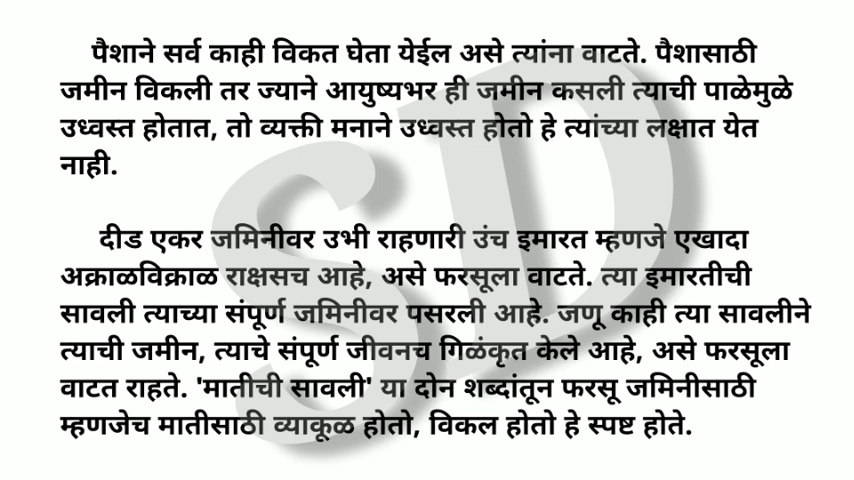 पैशाने सर्व काही विकत घेता येईल असे त्यांना वाटते. पैशासाठी
जमीन विकली तर ज्याने आयुष्यभर ही जमीन कसली त्याची पाळेमुळे
उध्वस्त होतात, तो व्यक्ती मनाने उध्वस्त होतो हे त्यांच्या लक्षात येत
नाही.
दीड एकर जमिनीवर उभी राहणारी उंच इमारत म्हणजे एखादा
अक्राळविक्राळ राक्षसच आहे, असे फरसूला वाटते. त्या इमारतीची
सावली त्याच्या संपूर्ण जमिनीवर पसरली आहे. जणू काही त्या सावलीने
त्याची जमीन, त्याचे संपूर्ण जीवनच गिळंकृत केले आहे, असे फरसूला
वाटत राहते. 'मातीची सावली' या दोन शब्दांतून फरसू जमिनीसाठी
म्हणजेच मातीसाठी व्याकूळ होतो, विकल होतो हे स्पष्ट होते.
SD